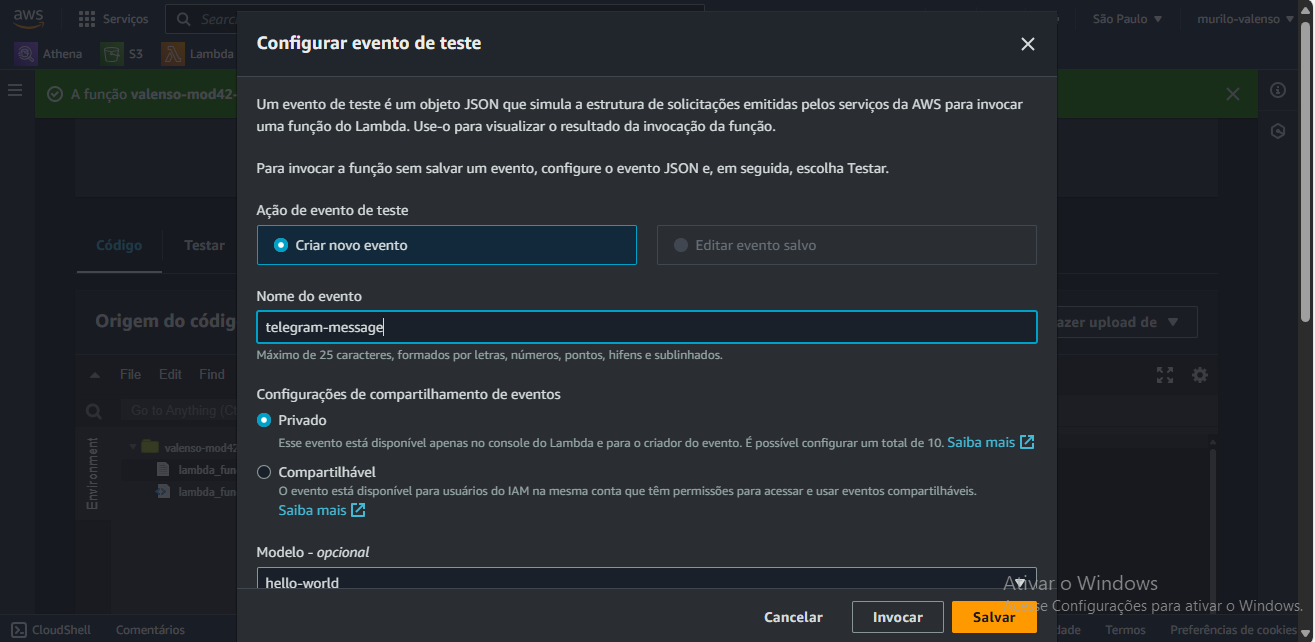 aws
Serviços
Searc
São Paulo
murilo-valenso
Athena
S3
Lambda
A função valenso-mod42-
Configurar evento de teste
Um evento de teste é um objeto JSON que simula a estrutura de solicitações emitidas pelos serviços da AWS para invocar
uma função do Lambda. Use-o para visualizar o resultado da invocação da função.
Para invocar a função sem salvar um evento, configure o evento JSON e, em seguida, escolha Testar.
Ação de evento de teste
Criar novo evento
Editar evento salvo
Código
Testar
Nome do evento
telegram-message
Máximo de 25 caracteres, formados por letras, números, pontos, hifens e sublinhados.
Origem do códig
azer upload de
File Edit Find
Go to Anything (Ct
Environment
valenso-mod42
lambda_fun
lambda_fun
Configurações de compartilhamento de eventos
Privado
Esse evento está disponível apenas no console do Lambda e para o criador do evento. É possível configurar um total de 10. Saiba mais
Compartilhável
O evento está disponível para usuários do IAM na mesma conta que têm permissões para acessar e usar eventos compartilháveis.
Saiba mais
Modelo - opcional
hello-world
Ativar o Windows
Acesse Configurações para ativar o Windows.
Cancelar
Invocar
Salvar
CloudShell
Comentários
dade
Termos
Preferências de cookies